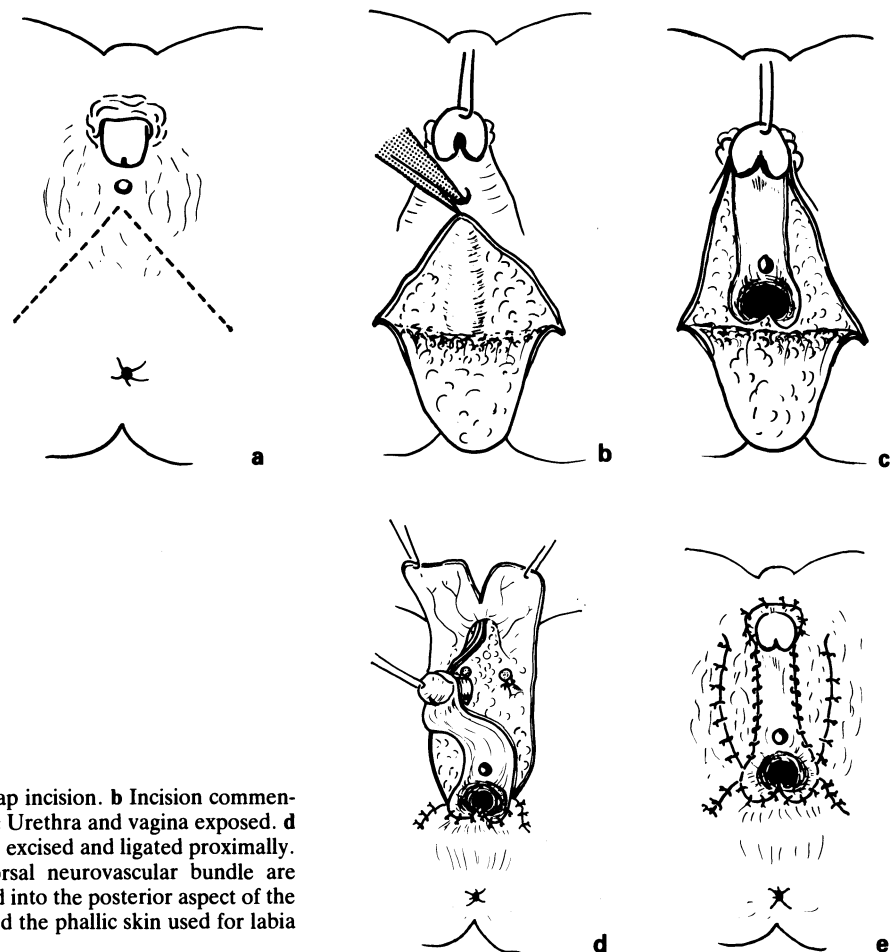 a
b
c
ap incision. b Incision commen-
Urethra and vagina exposed. d
excised and ligated proximally.
orsal neurovascular bundle are
d into the posterior aspect of the
d the phallic skin used for labia
d
e